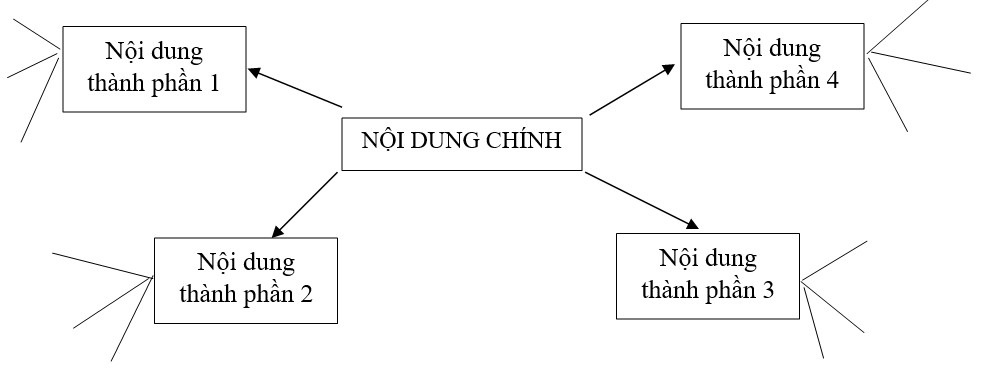 Nội dung
thành phần 1
Nội dung
thành phần 4
NỘI DUNG CHÍNH
Nội dung
thành phần 2
Nội dung
thành phần 3